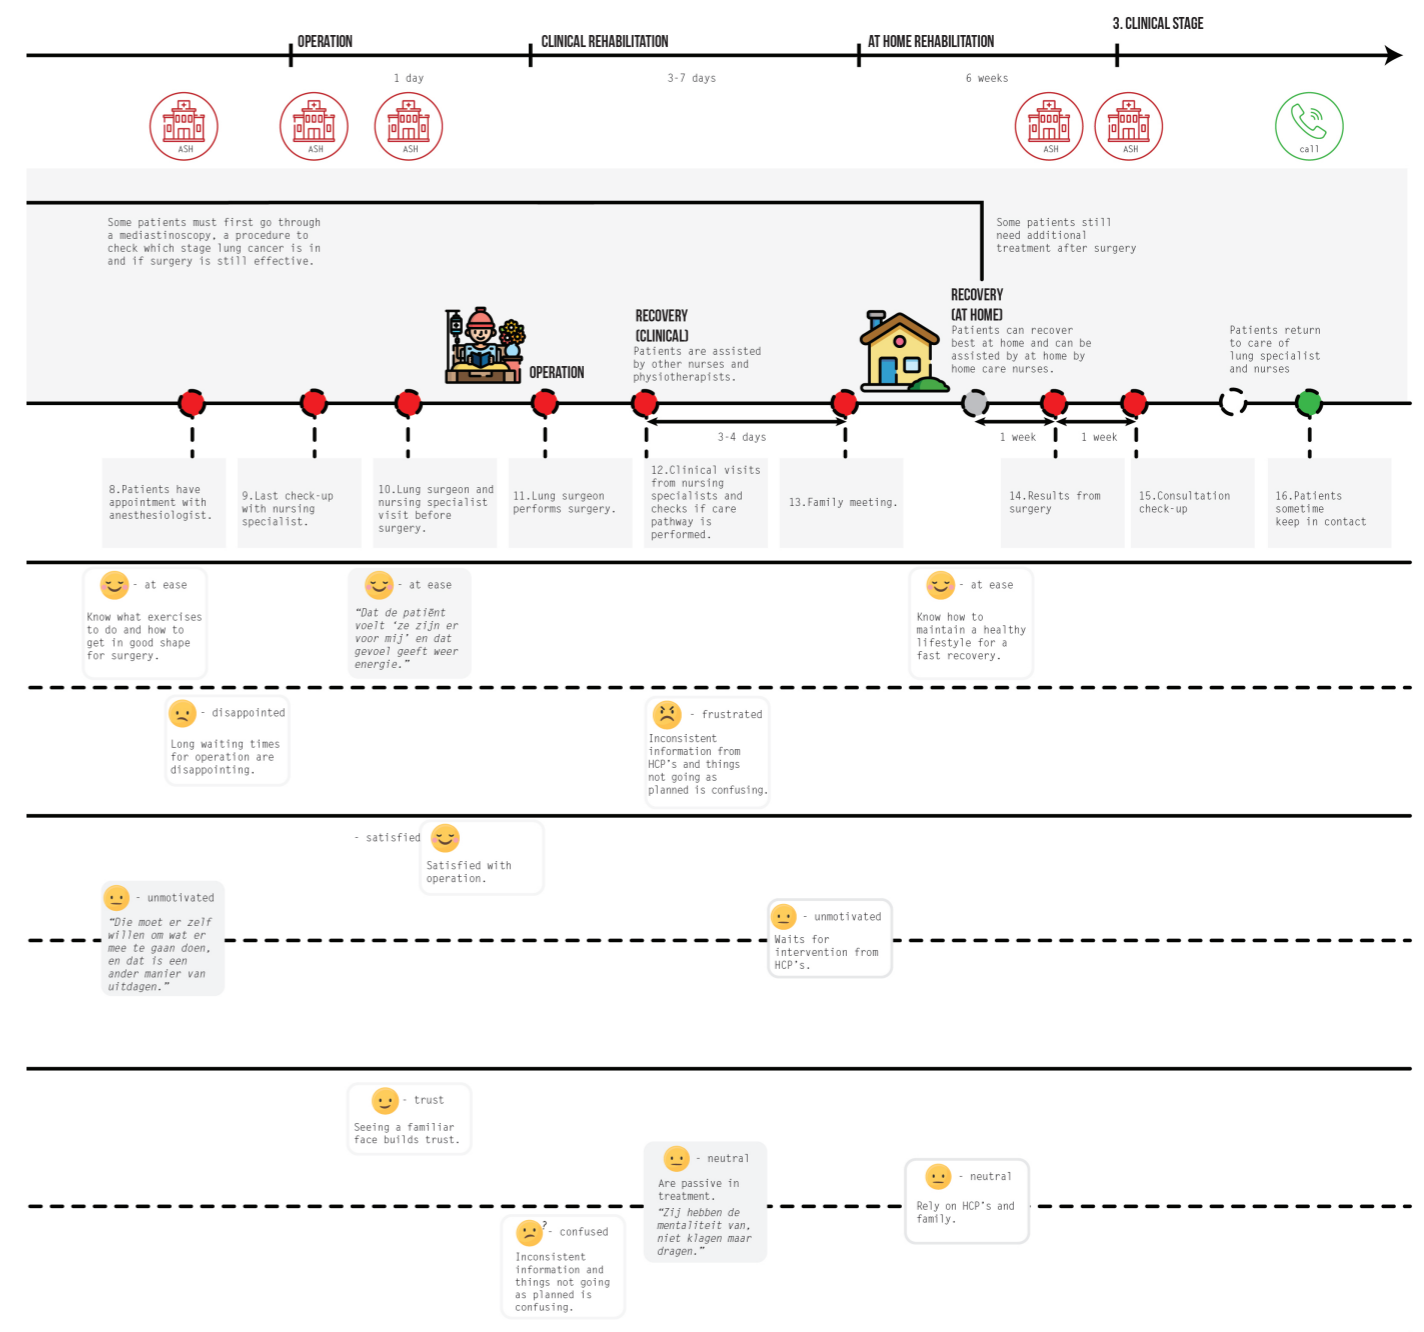 3. CLINICAL STAGE
OPERATION
CLINICAL REHABILITATION
AT HOME REHABILITATION
1 day
3-7 days
6 weeks
ASH
ASH
ASH
ASH
ASH
call
Some patients must first go through
a mediastinoscopy, a procedure to
check which stage lung cancer is in
and if surgery is still effective.
Some patients still
need additional
treatment after surgery
OPERATION
RECOVERY
(CLINICAL)
Patients are assisted
by other nurses and
physiotherapists.
RECOVERY
(AT HOME)
Patients can recover
best at home and can be
assisted by at home by
home care nurses.
Patients return
to care of
lung specialist
and nurses
3-4 days
1 week
1 week
8.Patients have
appointment with
anesthesiologist.
9.Last check-up
with nursing
specialist.
10.Lung surgeon and
nursing specialist
visit before
surgery.
11.Lung surgeon
performs surgery.
12.Clinical visits
from nursing
specialists and
checks if care
pathway is
performed.
13.Family meeting.
14.Results from
surgery
15.Consultation
check-up
16.Patients
sometime
keep in contact
- at ease
Know what exercises
to do and how to
get in good shape
for surgery.
- at ease
“Dat de patiënt
voelt ‘ze zijn er
voor mij’ en dat
gevoel geeft weer
energie.”
- at ease
Know how to
maintain a healthy
lifestyle for a
fast recovery.
- disappointed
Long waiting times
for operation are
disappointing.
- frustrated
Inconsistent
information from
HCP’s and things
not going as
planned is confusing.
- satisfied
Satisfied with
operation.
- unmotivated
“Die moet er zelf
willen om wat er
mee te gaan doen,
en dat is een
ander manier van
uitdagen.”
- unmotivated
Waits for
intervention from
HCP’s.
- trust
Seeing a familiar
face builds trust.
- neutral
Are passive in
treatment.
“Zij hebben de
mentaliteit van,
niet klagen maar
dragen.”
- neutral
Rely on HCP’s and
family.
? - confused
Inconsistent
information and
things not going
as planned is
confusing.